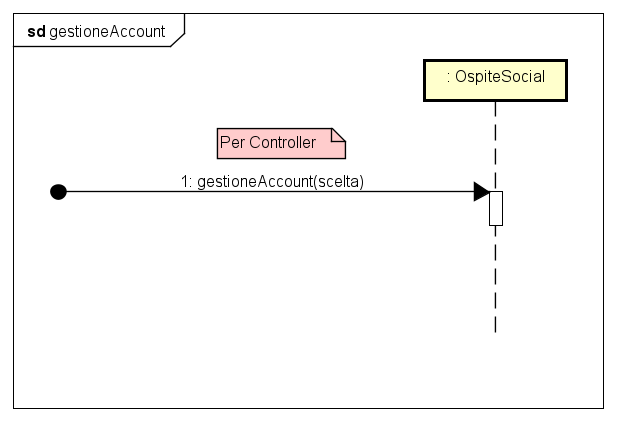 sd gestioneAccount
: OspiteSocial
Per Controller
1: gestioneAccount(scelta)